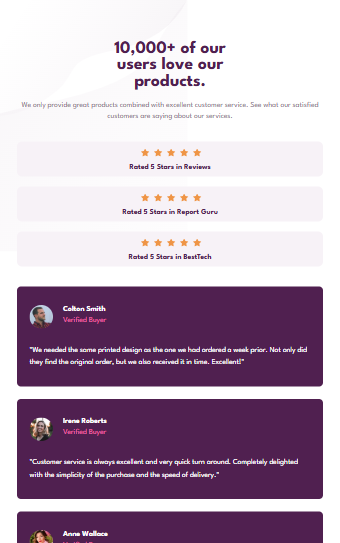 10,000+ of our
users love our
products.
We only provide great products combined with excellent customer service. See what our satisfied
customers are saying about our services.
Rated 5 Stars in Reviews
Rated 5 Stars in Report Guru
Rated 5 Stars in BestTech
Colton Smith
Verified Buyer
"We needed the same printed design as the one we had ordered a week prior. Not only did
they find the original order, but we also received it in time. Excellent!"
Irene Roberts
Verified Buyer
"Customer service is always excellent and very quick turn around. Completely delighted
with the simplicity of the purchase and the speed of delivery."
Anne Wallace